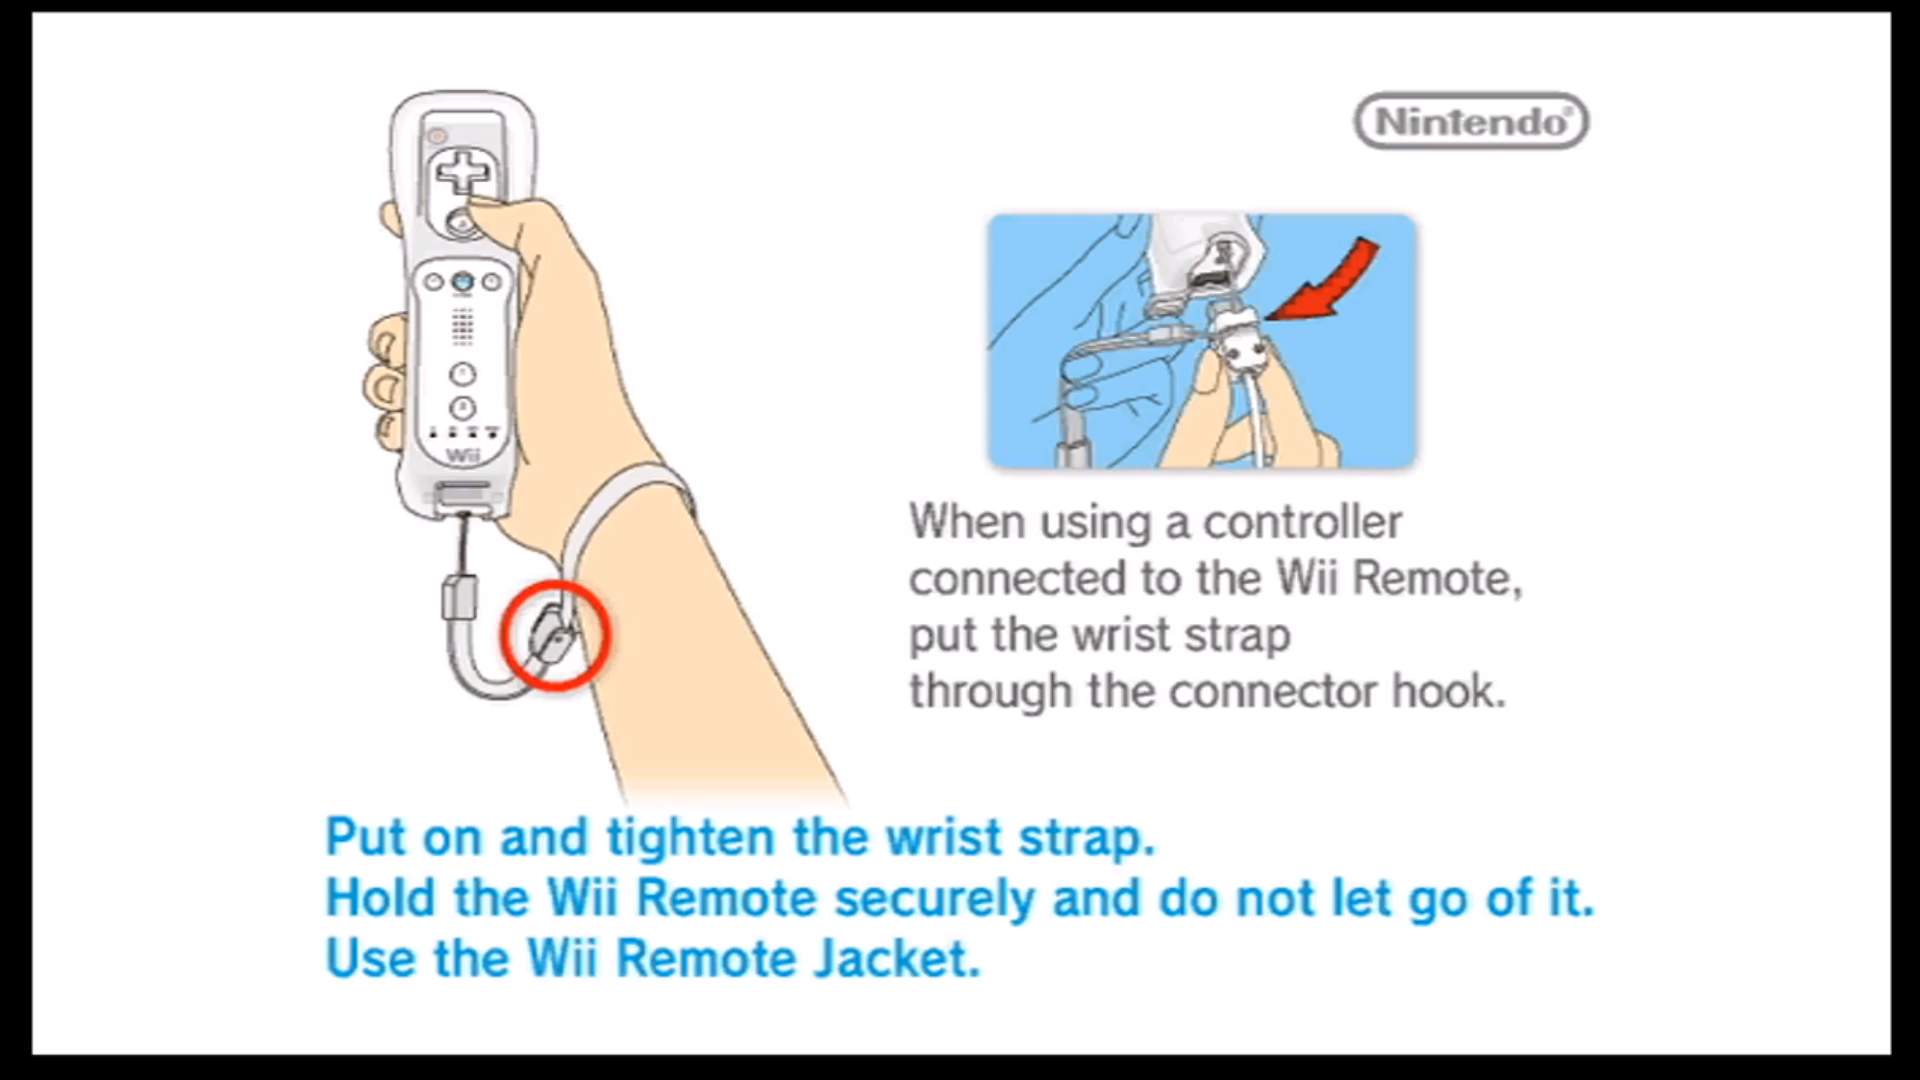 Nintendo®
Wii
When using a controller
connected to the Wii Remote,
put the wrist strap
through the connector hook.
Put on and tighten the wrist strap.
Hold the Wii Remote securely and do not let go of it.
Use the Wii Remote Jacket.